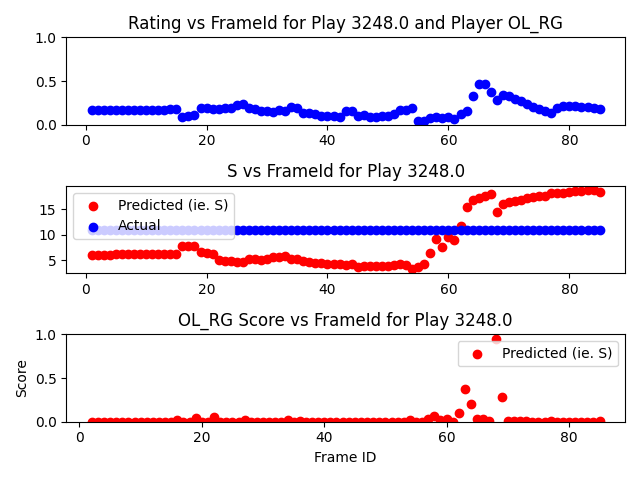 Rating vs FrameId for Play 3248.0 and Player OL_RG
1.0
0.5
0.0
0 20 40 60 80
S vs FrameId for Play 3248.0
Predicted (ie. S)
Actual
15
10
5
0 20 40 60 80
OL_RG Score vs FrameId for Play 3248.0
Predicted (ie. S)
Score
1.0
0.5
0.0
0 20 40 60 80
Frame ID